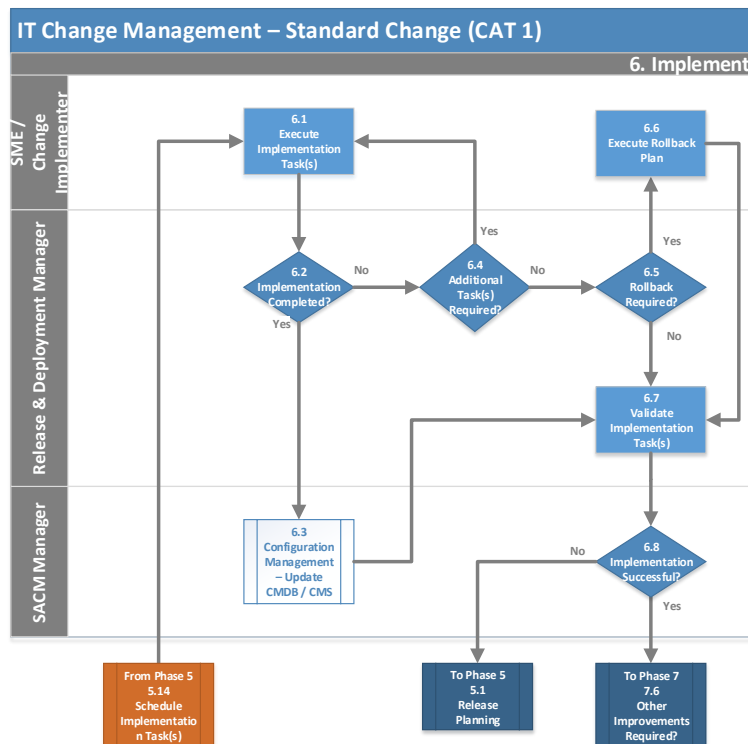 IT Change Management – Standard Change (CAT 1)
6. Implement
SME /
Change
Implementer
6.1
Execute
Implementation
Task(s)
6.6
Execute Rollback
Plan
Release & Deployment Manager
Yes
Yes
6.2
Implementation
Completed?
No
6.4
Additional
Task(s)
Required?
No
6.5
Rollback
Required?
Yes
No
6.7
Validate
Implementation
Task(s)
SACM Manager
6.3
Configuration
Management
– Update
CMDB / CMS
No
6.8
Implementation
Successful?
Yes
From Phase 5
5.14
Schedule
Implementatio
n Task(s)
To Phase 5
5.1
Release
Planning
To Phase 7
7.6
Other
Improvements
Required?